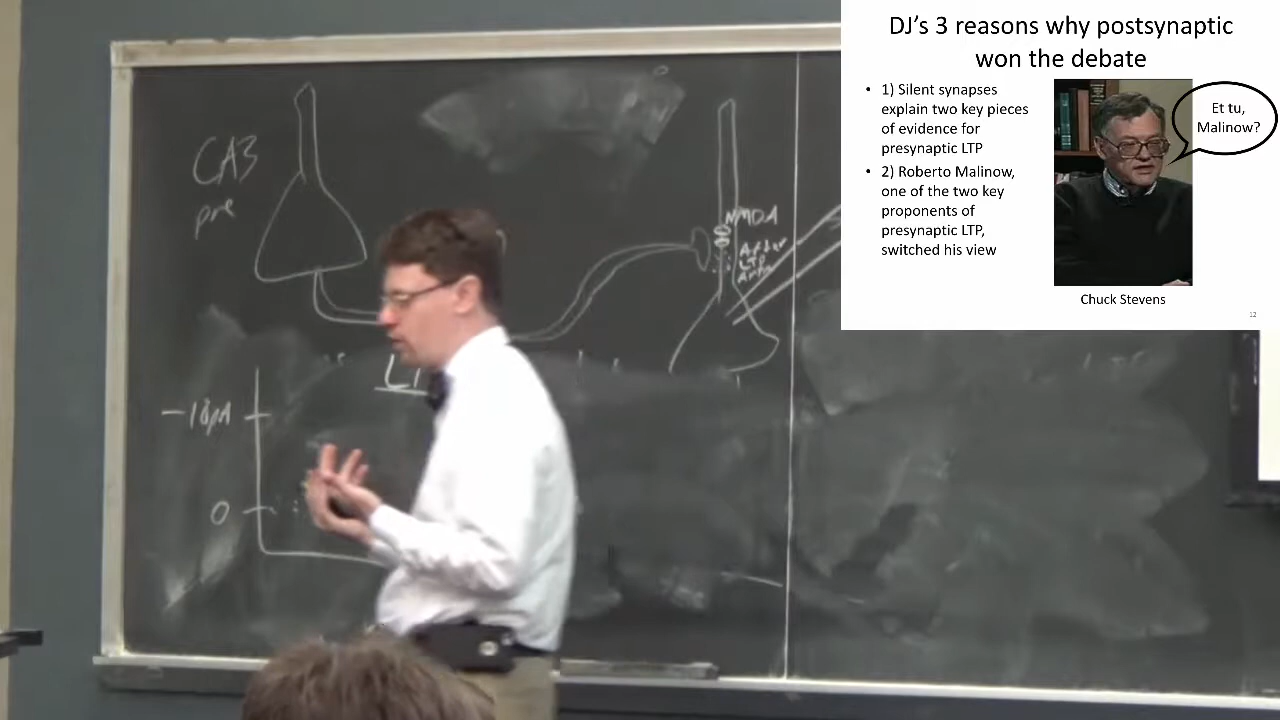 DJ's 3 reasons why postsynaptic
won the debate
• 1) Silent synapses
explain two key pieces
of evidence for
presynaptic LTP
• 2) Roberto Malinow,
one of the two key
proponents of
presynaptic LTP,
switched his view
Et tu,
Malinow?
Chuck Stevens
12
CA3
pre
NMDA
After
LTP
0